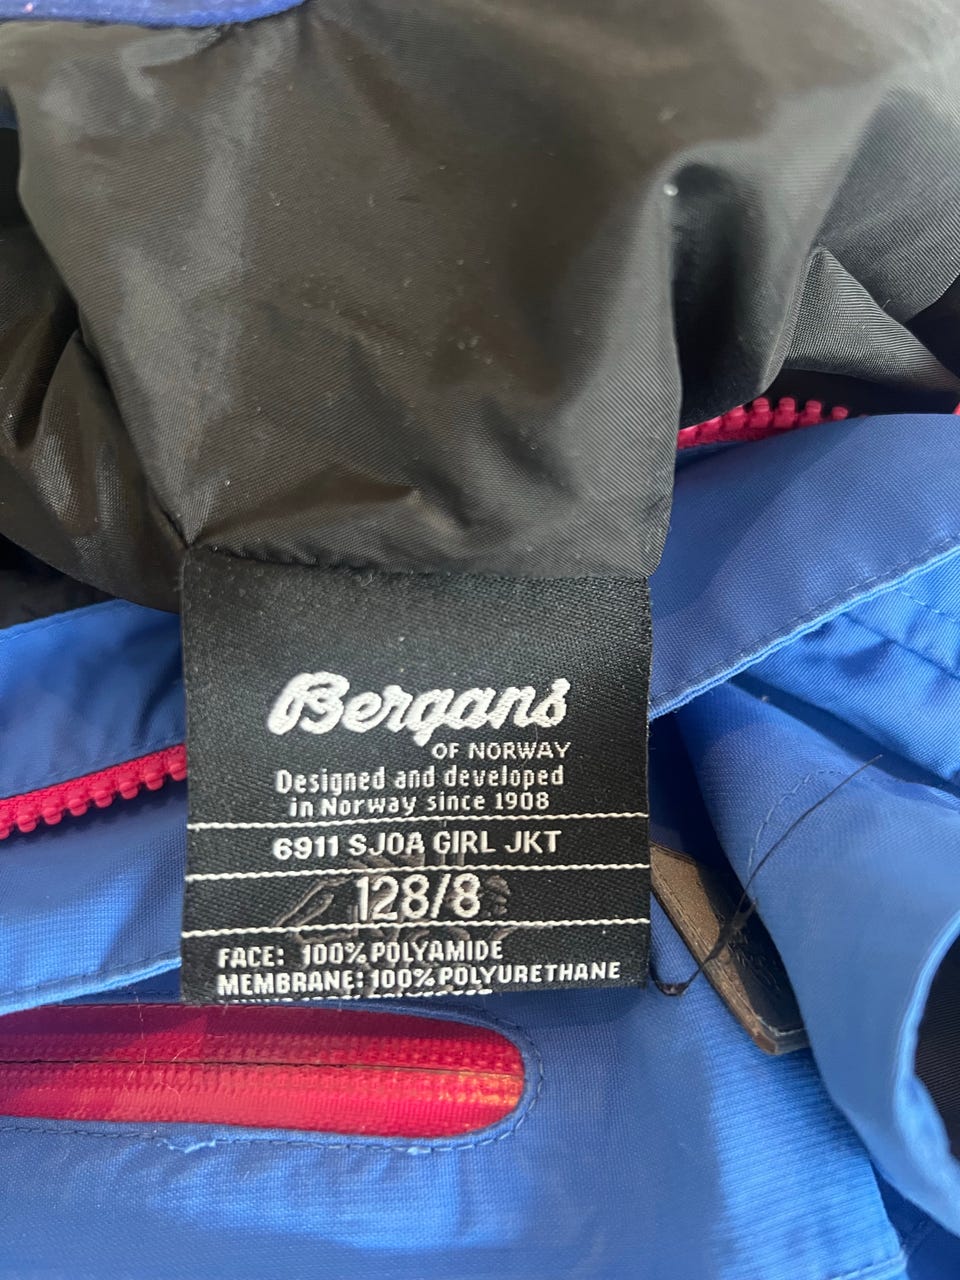 Bergans
OF NORWAY
Designed and developed
in Norway since 1908
6911 SJOA GIRL JKT
128/8
FACE: 100% POLYAMIDE
MEMBRANE: 100% POLYURETHANE